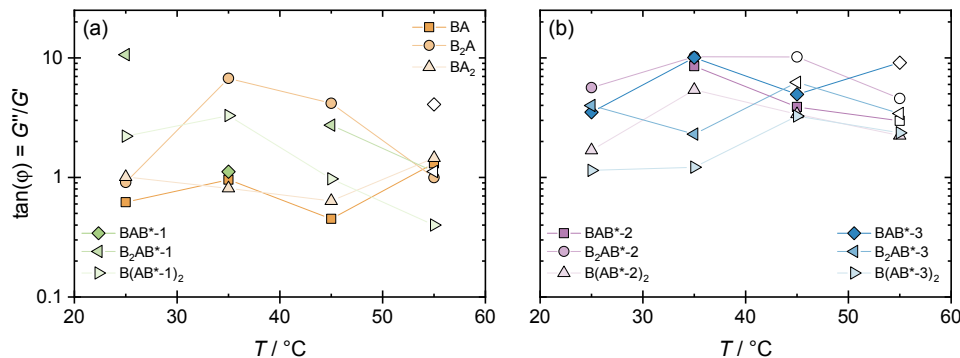 (a)
BA
B₂A
BA₂
BAB*-1
B₂AB*-1
B(AB*-1)₂
10
1
0.1
20 30 40 50 60
T / °C
tan(φ) = G''/G'
(b)
BAB*-2
B₂AB*-2
B(AB*-2)₂
BAB*-3
B₂AB*-3
B(AB*-3)₂
20 30 40 50 60
T / °C